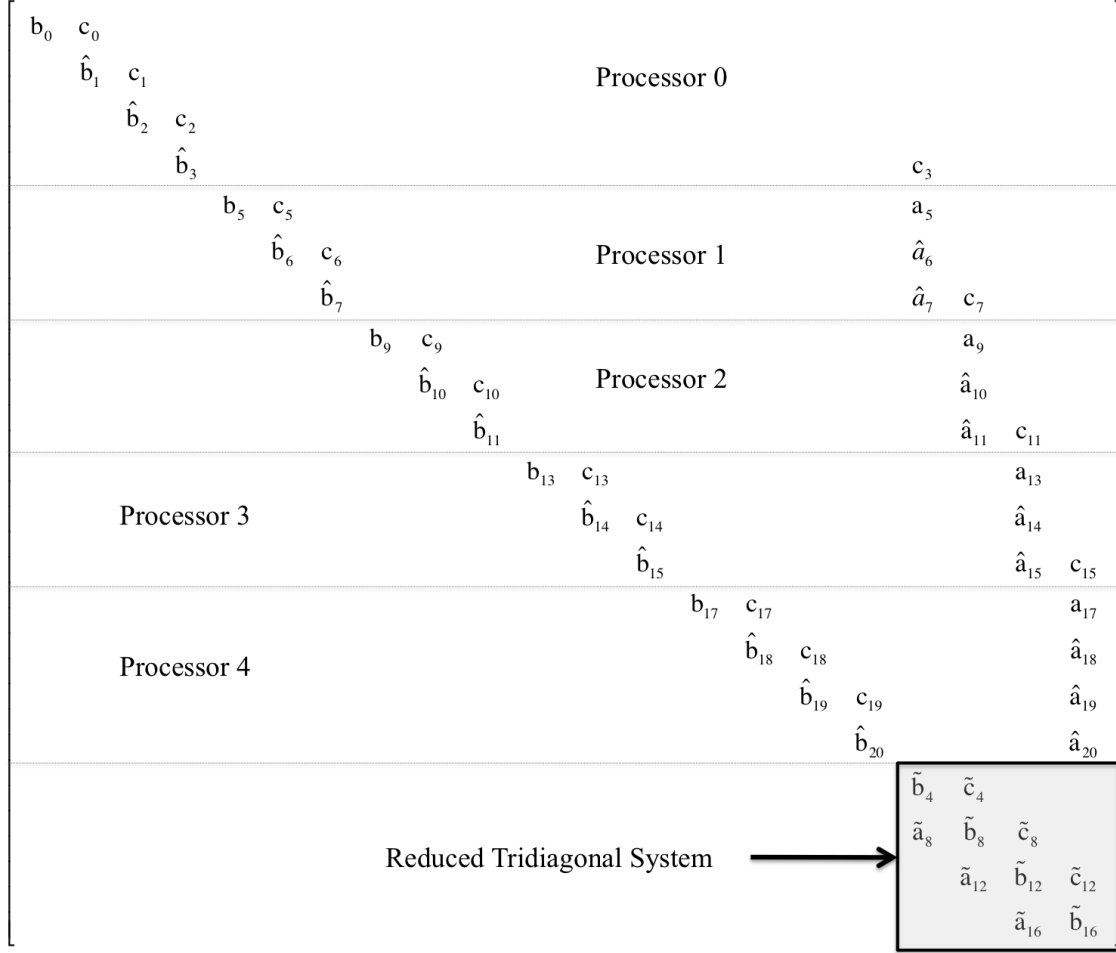 b₀ c₀
b̂₁ c₁ Processor 0
b̂₂ c₂
b̂₃ c₃
b₅ c₅ a₅
b̂₆ c₆ Processor 1 â₆
b̂₇ â₇ c₇
b₉ c₉ a₉
b̂₁₀ c₁₀ Processor 2 â₁₀
b̂₁₁ â₁₁ c₁₁
b₁₃ c₁₃ a₁₃
Processor 3 b̂₁₄ c₁₄ â₁₄
b̂₁₅ â₁₅ c₁₅
b₁₇ c₁₇ a₁₇
Processor 4 b̂₁₈ c₁₈ â₁₈
b̂₁₉ c₁₉ â₁₉
b̂₂₀ â₂₀
b̃₄ c̃₄
ã₈ b̃₈ c̃₈
Reduced Tridiagonal System
ã₁₂ b̃₁₂ c̃₁₂
ã₁₆ b̃₁₆